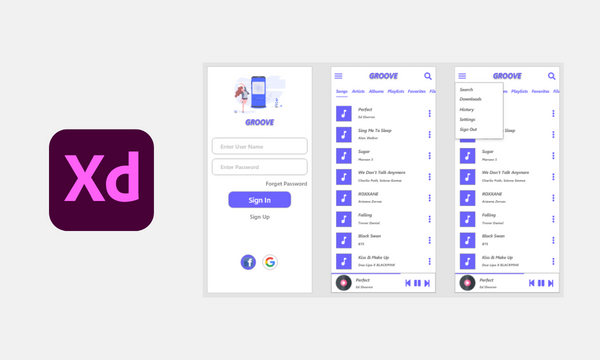 Xd
GROOVE
Enter User Name
Enter Password
Forget Password
Sign In
Sign Up
f
G
GROOVE
Songs Artists Albums Playlists Favorites
Perfect
Ed Sheeran
Sing Me To Sleep
Alan Walker
Sugar
Maroon 5
We Don't Talk Anymore
Charlie Puth, Selena Gomez
ROXXANE
Arizona Zervas
Falling
Trevor Daniel
Black Swan
BTS
Kiss & Make Up
Dua Lipa X BLACKPINK
Perfect
Ed Sheeran
GROOVE
Search
Downloads
History
Settings
Sign Out
Playlists Favorites
Sugar
Maroon 5
We Don't Talk Anymore
Charlie Puth, Selena Gomez
ROXXANE
Arizona Zervas
Falling
Trevor Daniel
Black Swan
BTS
Kiss & Make Up
Dua Lipa X BLACKPINK
Perfect
Ed Sheeran